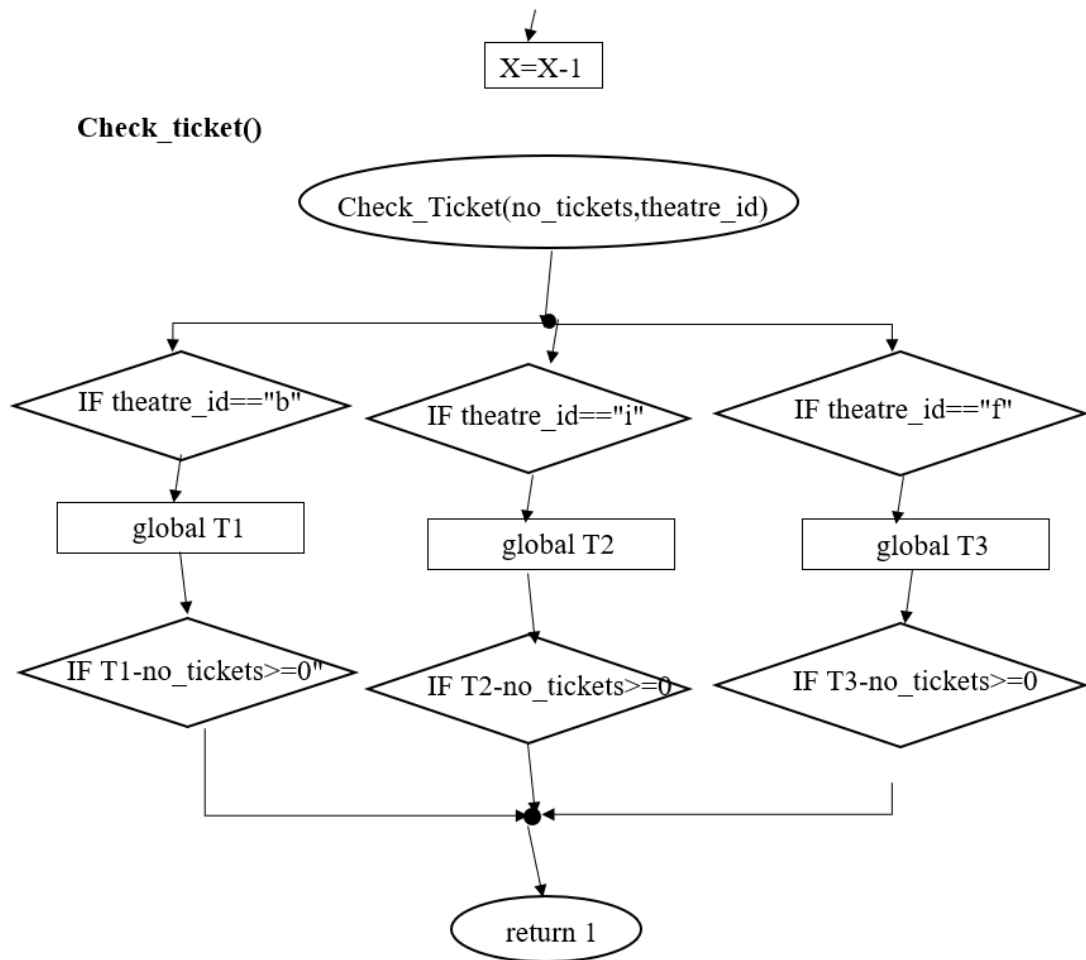 X=X-1
Check_ticket()
Check_Ticket(no_tickets,theatre_id)
IF theatre_id=="b"
IF theatre_id=="i"
IF theatre_id=="f"
global T1
global T2
global T3
IF T1-no_tickets>=0"
IF T2-no_tickets>=0
IF T3-no_tickets>=0
return 1